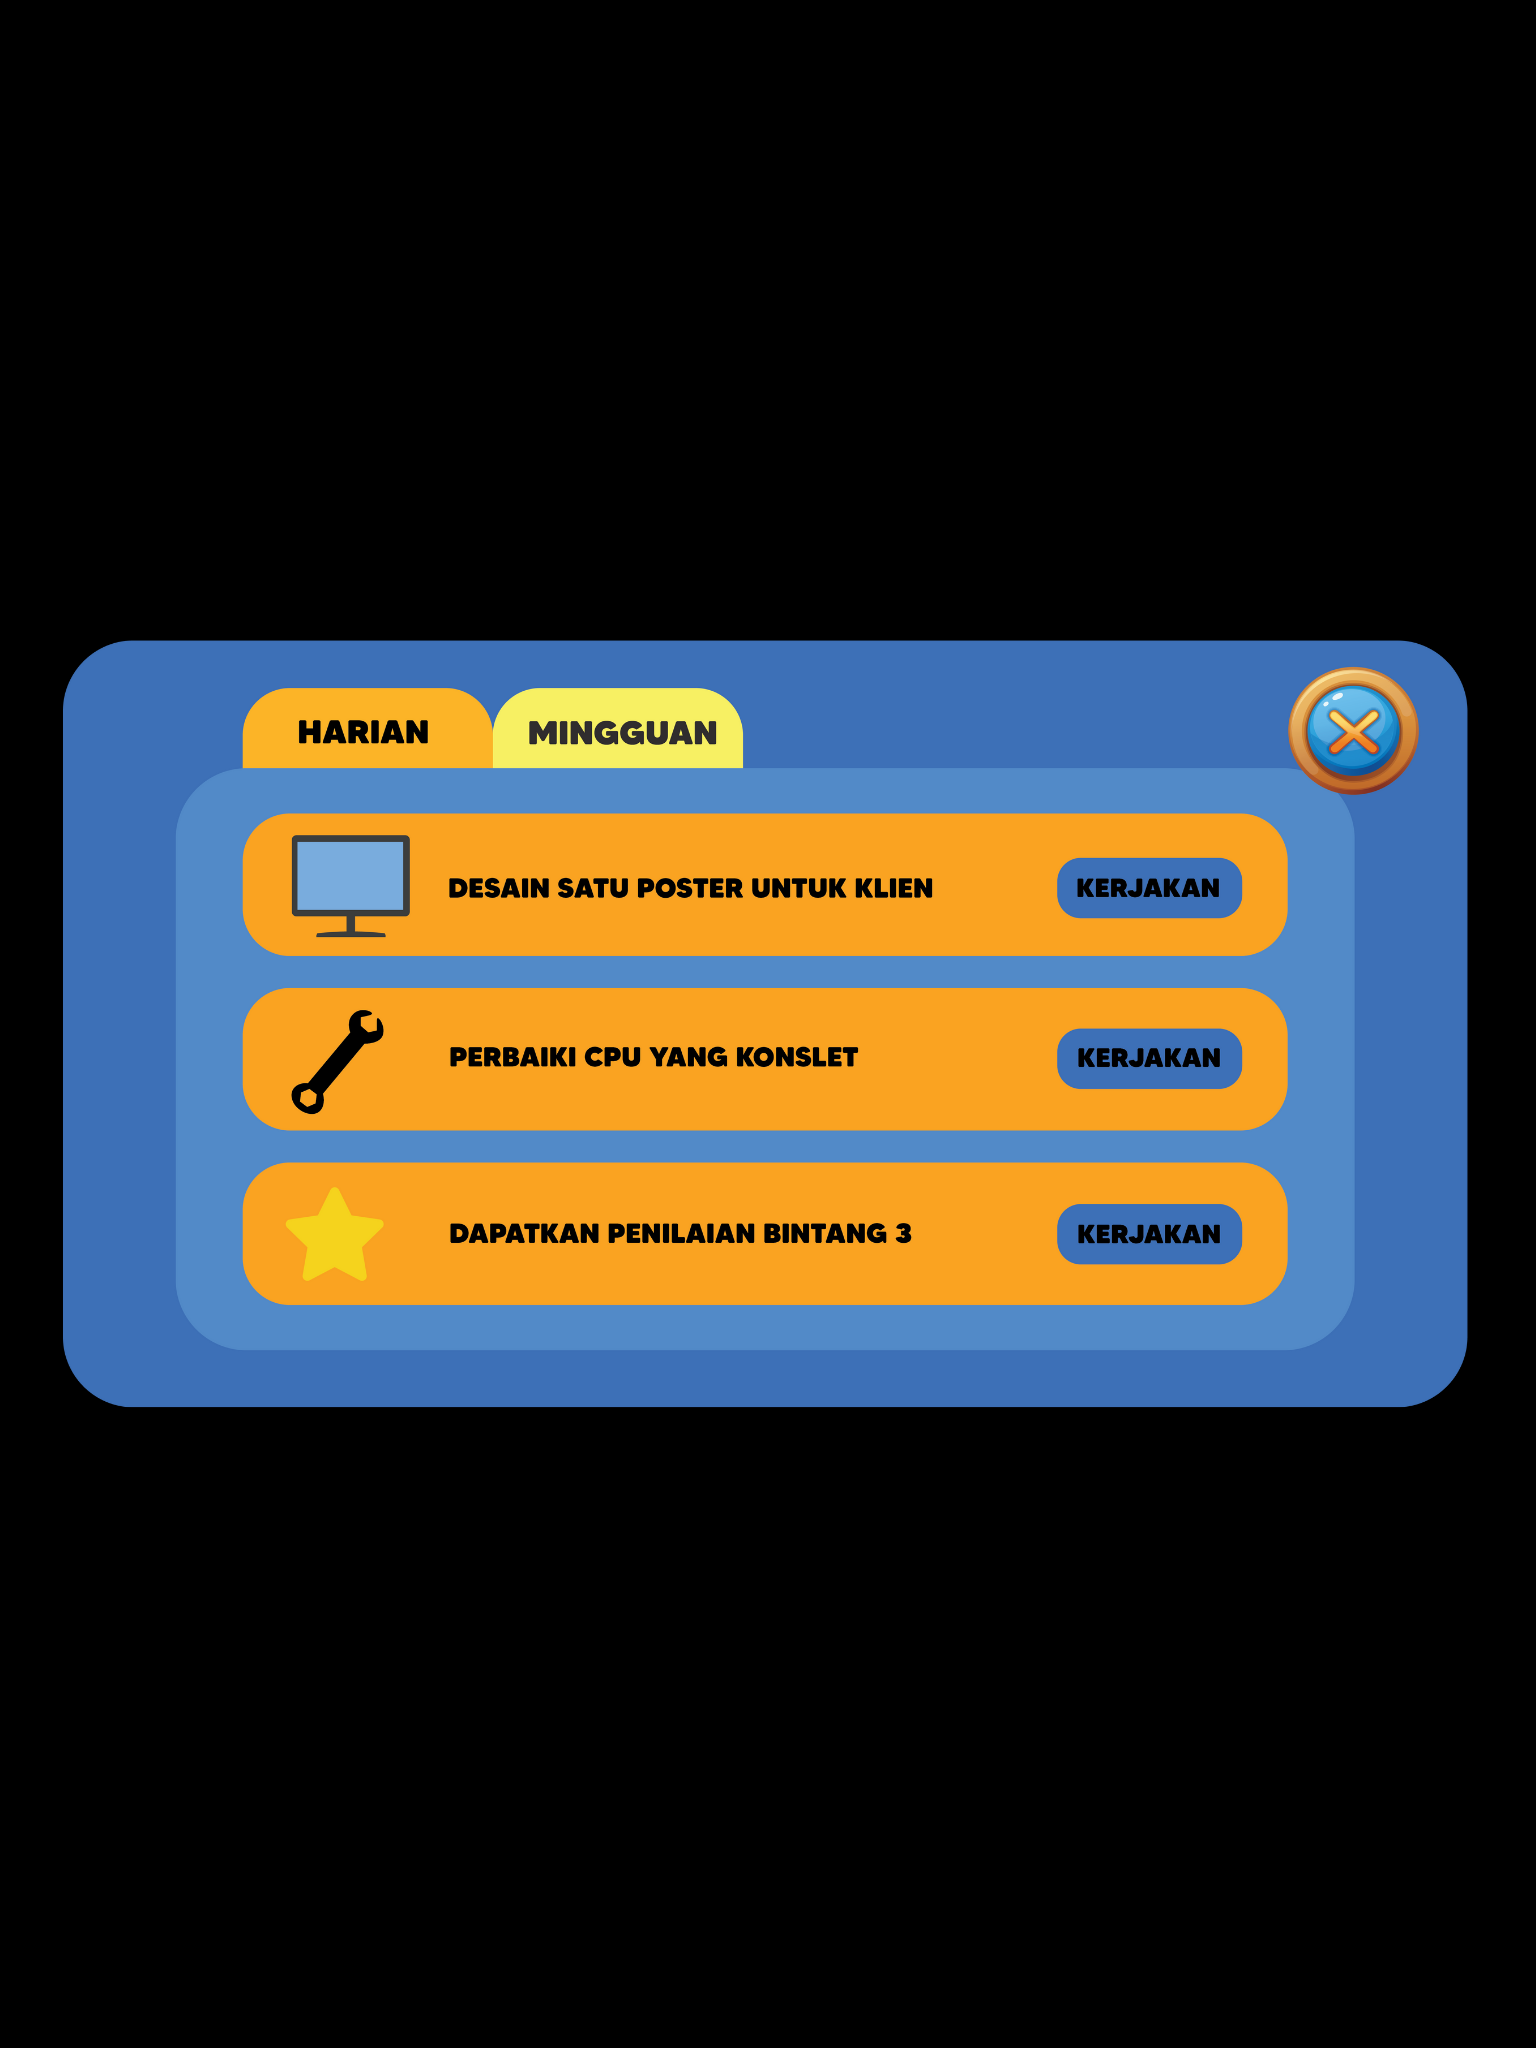 HARIAN
MINGGUAN
DESAIN SATU POSTER UNTUK KLIEN
KERJAKAN
PERBAIKI CPU YANG KONSLET
KERJAKAN
DAPATKAN PENILAIAN BINTANG 3
KERJAKAN